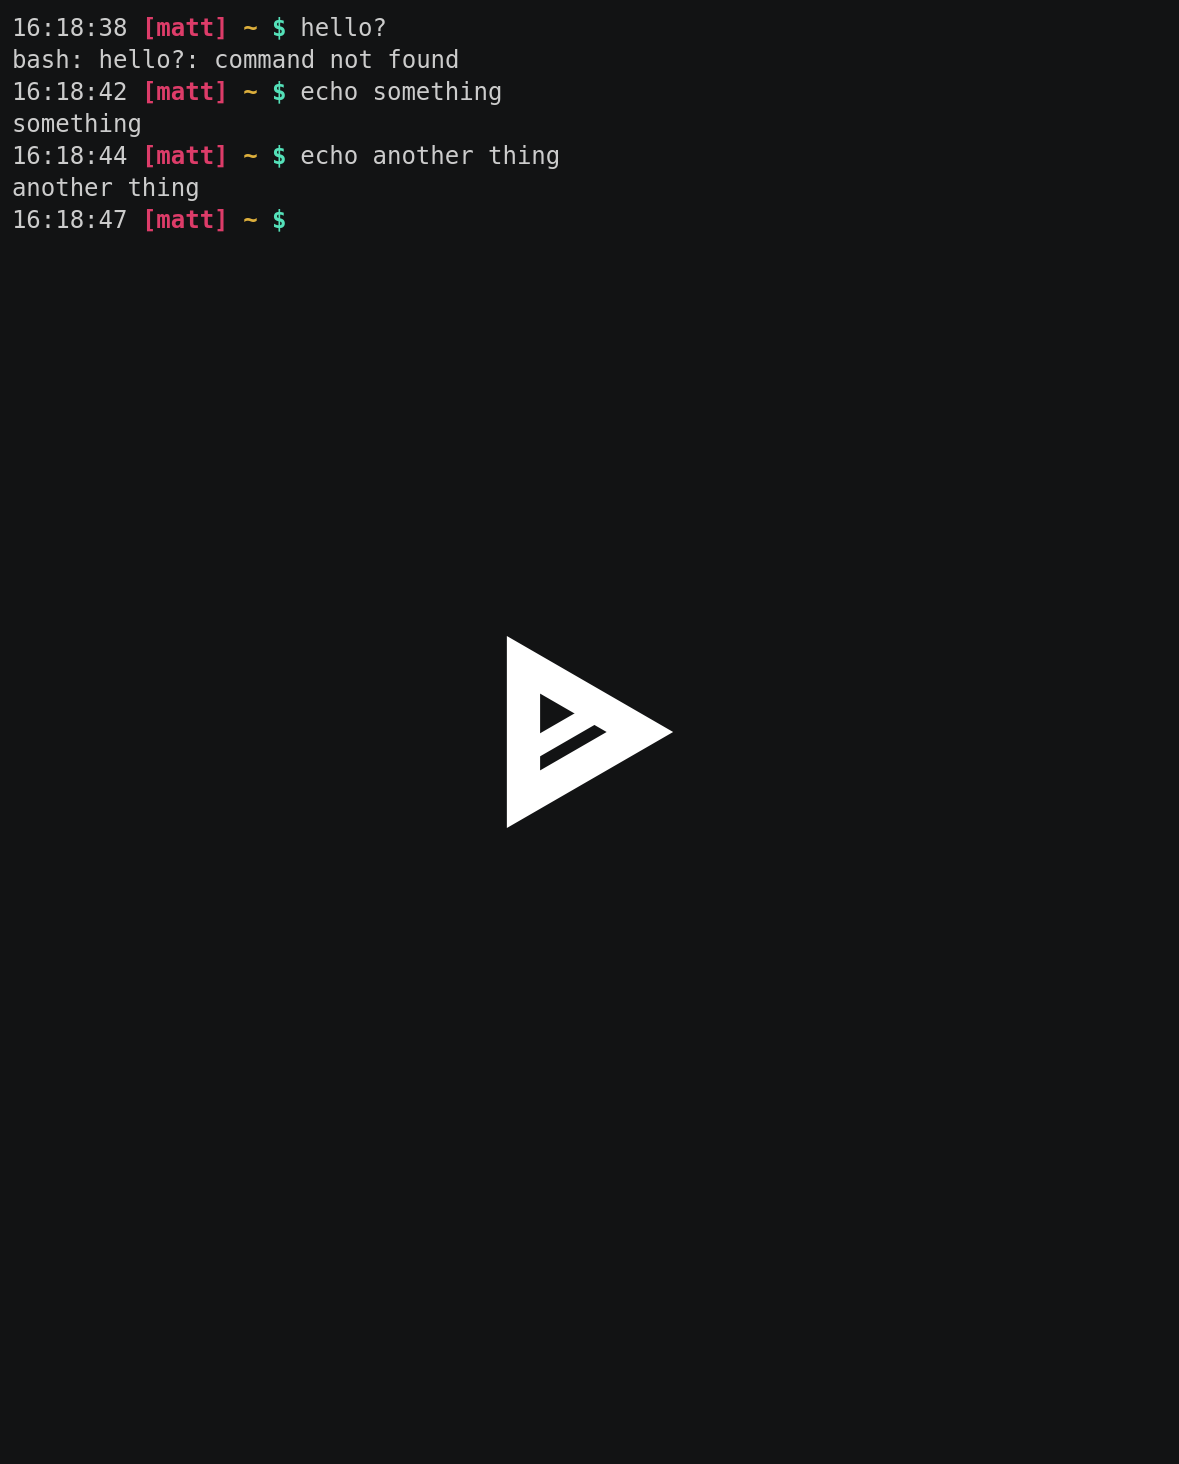 16:18:38 [matt] ~ $ hello?
bash: hello?: command not found
16:18:42 [matt] ~ $ echo something
something
16:18:44 [matt] ~ $ echo another thing
another thing
16:18:47 [matt] ~ $